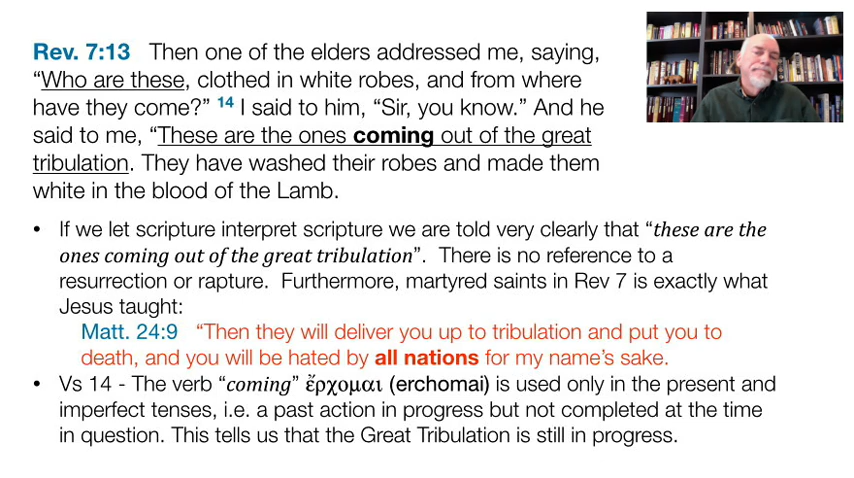 Rev. 7:13 Then one of the elders addressed me, saying,
“Who are these, clothed in white robes, and from where
have they come?” 14 I said to him, “Sir, you know.” And he
said to me, “These are the ones coming out of the great
tribulation. They have washed their robes and made them
white in the blood of the Lamb.
• If we let scripture interpret scripture we are told very clearly that “these are the
ones coming out of the great tribulation”. There is no reference to a
resurrection or rapture. Furthermore, martyred saints in Rev 7 is exactly what
Jesus taught:
Matt. 24:9 “Then they will deliver you up to tribulation and put you to
death, and you will be hated by all nations for my name’s sake.
• Vs 14 - The verb “coming” ἔρχομαι (erchomai) is used only in the present and
imperfect tenses, i.e. a past action in progress but not completed at the time
in question. This tells us that the Great Tribulation is still in progress.